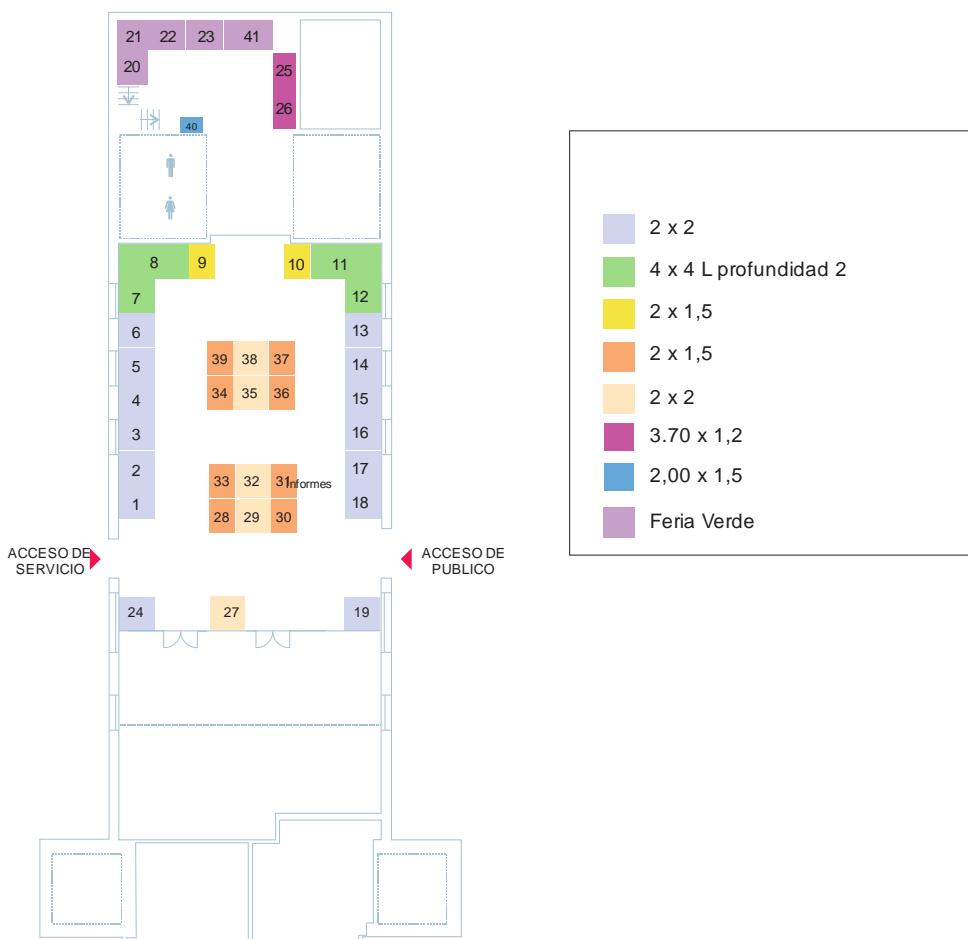 21 22 23 41
20
25
26
40
8 9 10 11
7 12
6 13
5 14
4 15
3 16
2 17
1 18
39 38 37
34 35 36
33 32 31 Informes
28 29 30
ACCESO DE
SERVICIO
ACCESO DE
PUBLICO
24 27 19
2 x 2
4 x 4 L profundidad 2
2 x 1,5
2 x 1,5
2 x 2
3.70 x 1,2
2,00 x 1,5
Feria Verde